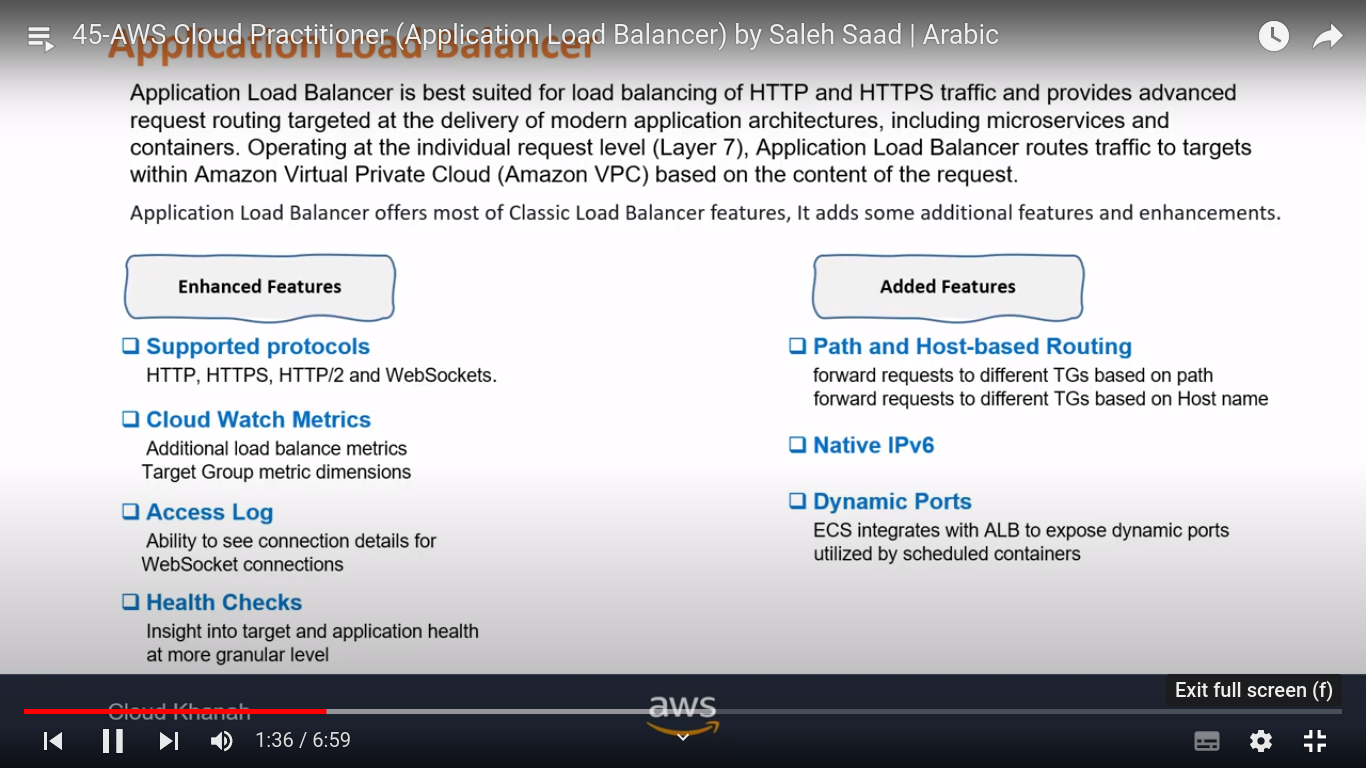 45-AWS Cloud Practitioner (Application Load Balancer) by Saleh Saad | Arabic
Application Load Balancer
Application Load Balancer is best suited for load balancing of HTTP and HTTPS traffic and provides advanced
request routing targeted at the delivery of modern application architectures, including microservices and
containers. Operating at the individual request level (Layer 7), Application Load Balancer routes traffic to targets
within Amazon Virtual Private Cloud (Amazon VPC) based on the content of the request.
Application Load Balancer offers most of Classic Load Balancer features, It adds some additional features and enhancements.
Enhanced Features
Supported protocols
HTTP, HTTPS, HTTP/2 and WebSockets.
Cloud Watch Metrics
Additional load balance metrics
Target Group metric dimensions
Access Log
Ability to see connection details for
WebSocket connections
Health Checks
Insight into target and application health
at more granular level
Added Features
Path and Host-based Routing
forward requests to different TGs based on path
forward requests to different TGs based on Host name
Native IPv6
Dynamic Ports
ECS integrates with ALB to expose dynamic ports
utilized by scheduled containers
Exit full screen (f)
Cloud Khanah
aws
1:36 / 6:59